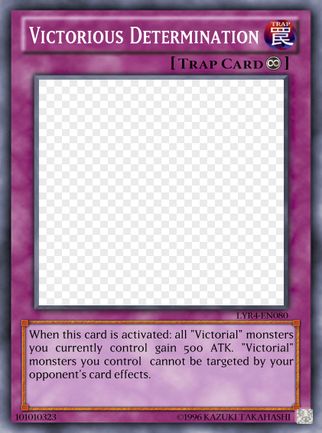 Victorious Determination
TRAP
罠
[Trap Card]
LYR4-EN080
When this card is activated: all "Victorial" monsters
you currently control gain 500 ATK. "Victorial"
monsters you control cannot be targeted by your
opponent's card effects.
101010323
©1996 KAZUKI TAKAHASHI